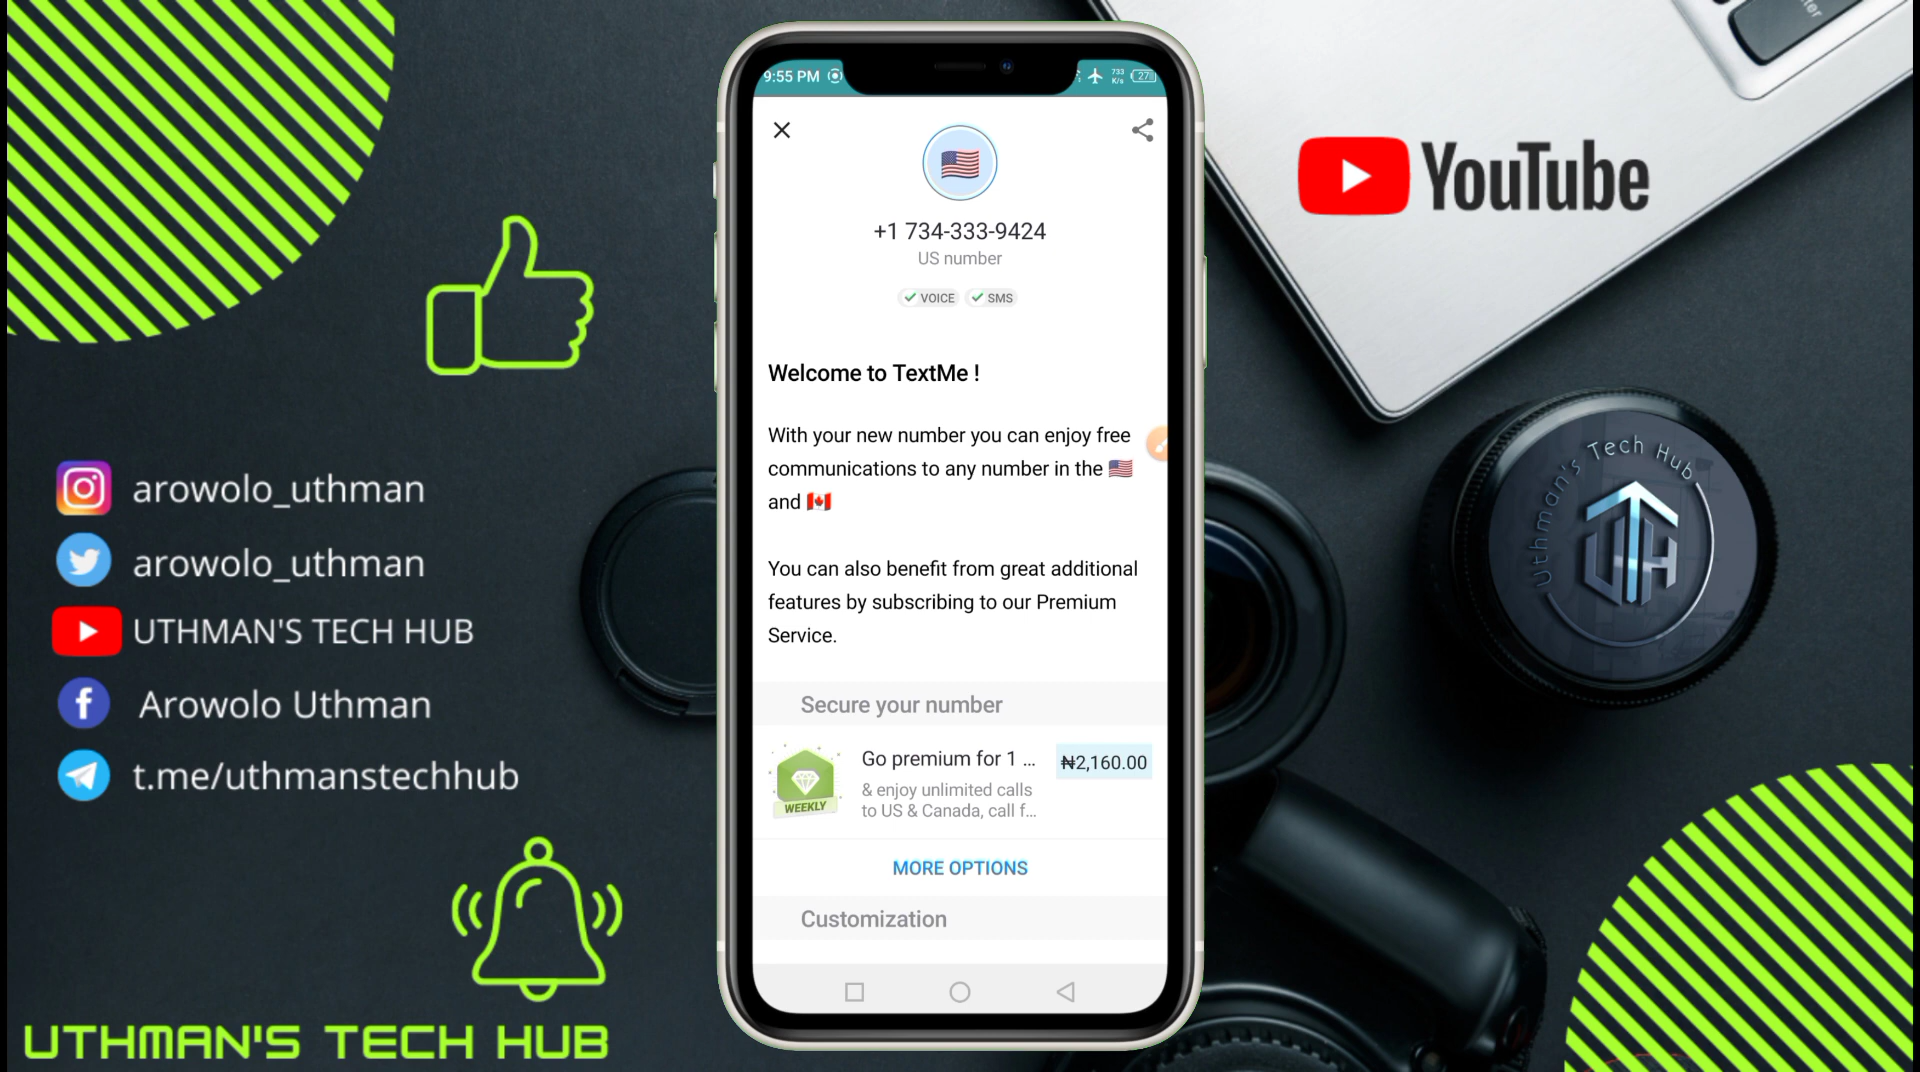 YouTube
arowolo_uthman
arowolo_uthman
UTHMAN'S TECH HUB
Arowolo Uthman
t.me/uthmanstechhub
UTHMAN'S TECH HUB
9:55 PM
733
K/s
27
+1 734-333-9424
US number
VOICE
SMS
Welcome to TextMe !
With your new number you can enjoy free
communications to any number in the 🇺🇸
and 🇨🇦
You can also benefit from great additional
features by subscribing to our Premium
Service.
Secure your number
WEEKLY
Go premium for 1 ...
₦2,160.00
& enjoy unlimited calls
to US & Canada, call f...
MORE OPTIONS
Customization
Uthman's Tech Hub
UTH